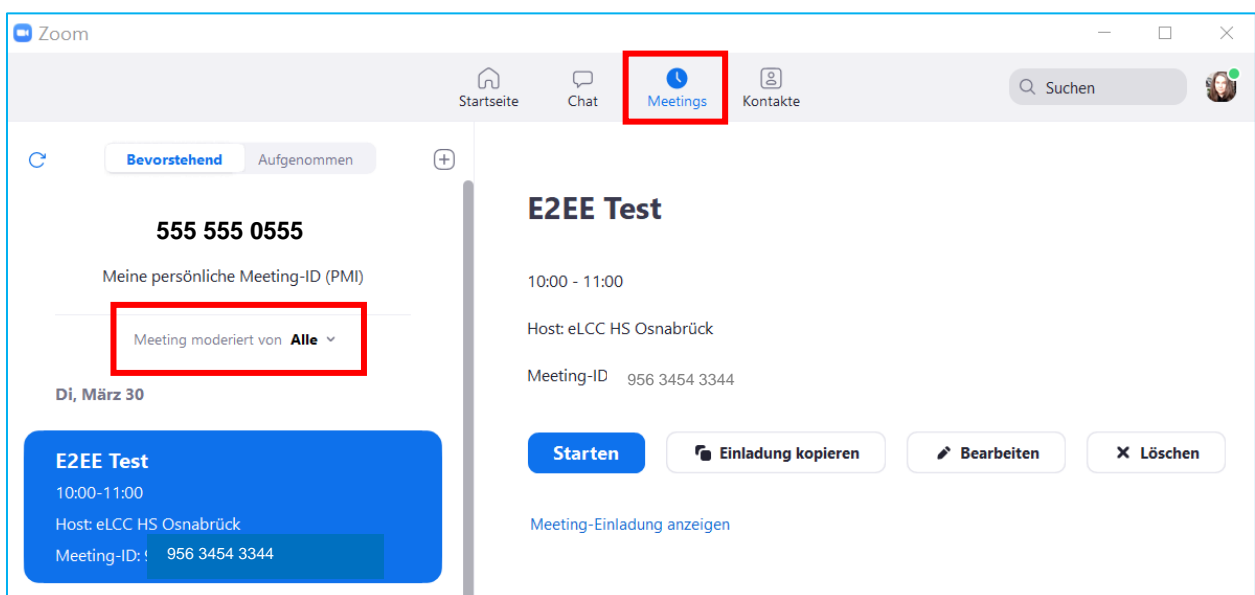 Zoom
Startseite Chat Meetings Kontakte
Suchen
Bevorstehend Aufgenommen
555 555 0555
Meine persönliche Meeting-ID (PMI)
Meeting moderiert von Alle
Di, März 30
E2EE Test
10:00-11:00
Host: eLCC HS Osnabrück
Meeting-ID: 956 3454 3344
E2EE Test
10:00 - 11:00
Host: eLCC HS Osnabrück
Meeting-ID 956 3454 3344
Starten Einladung kopieren Bearbeiten Löschen
Meeting-Einladung anzeigen